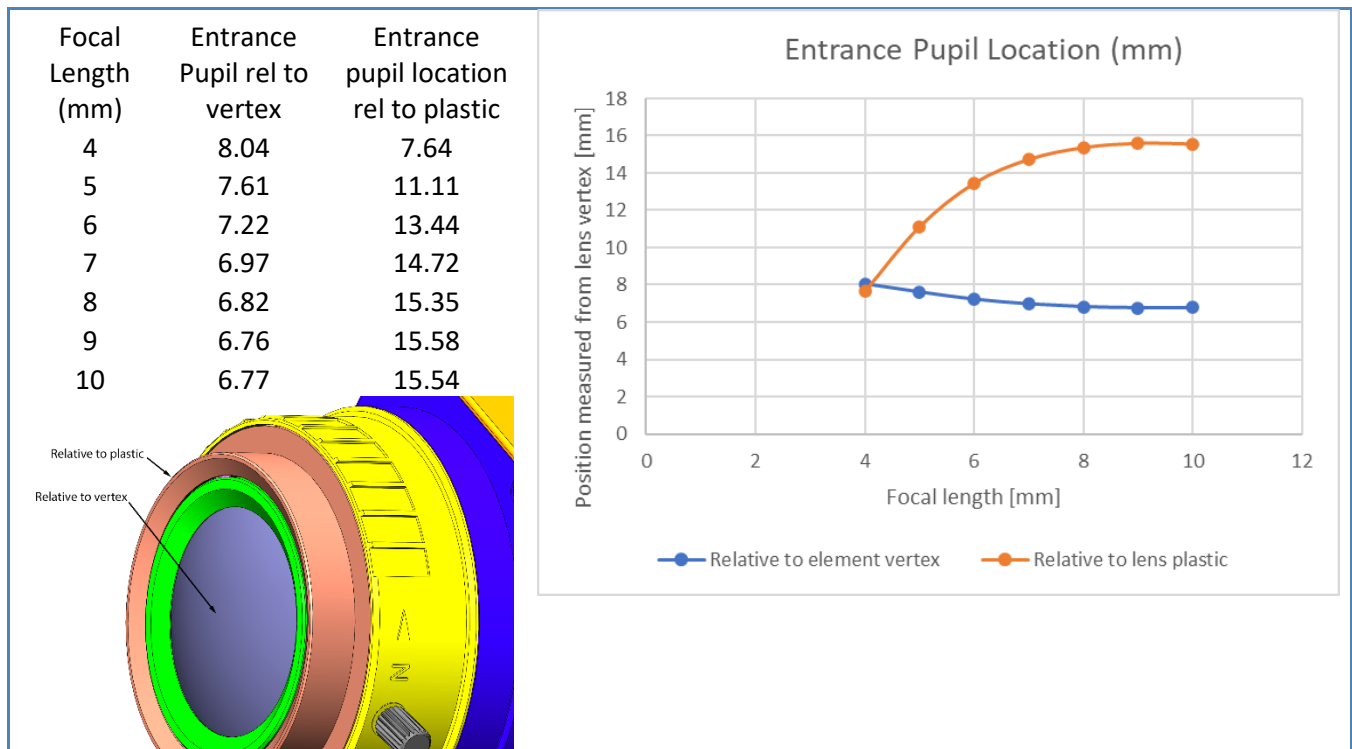 Focal Entrance Entrance
Length Pupil rel to pupil location
(mm) vertex rel to plastic
4 8.04 7.64
5 7.61 11.11
6 7.22 13.44
7 6.97 14.72
8 6.82 15.35
9 6.76 15.58
10 6.77 15.54
Relative to plastic
Relative to vertex
N
Entrance Pupil Location (mm)
Position measured from lens vertex [mm]
18
16
14
12
10
8
6
4
2
0
0 2 4 6 8 10 12
Focal length [mm]
Relative to element vertex Relative to lens plastic